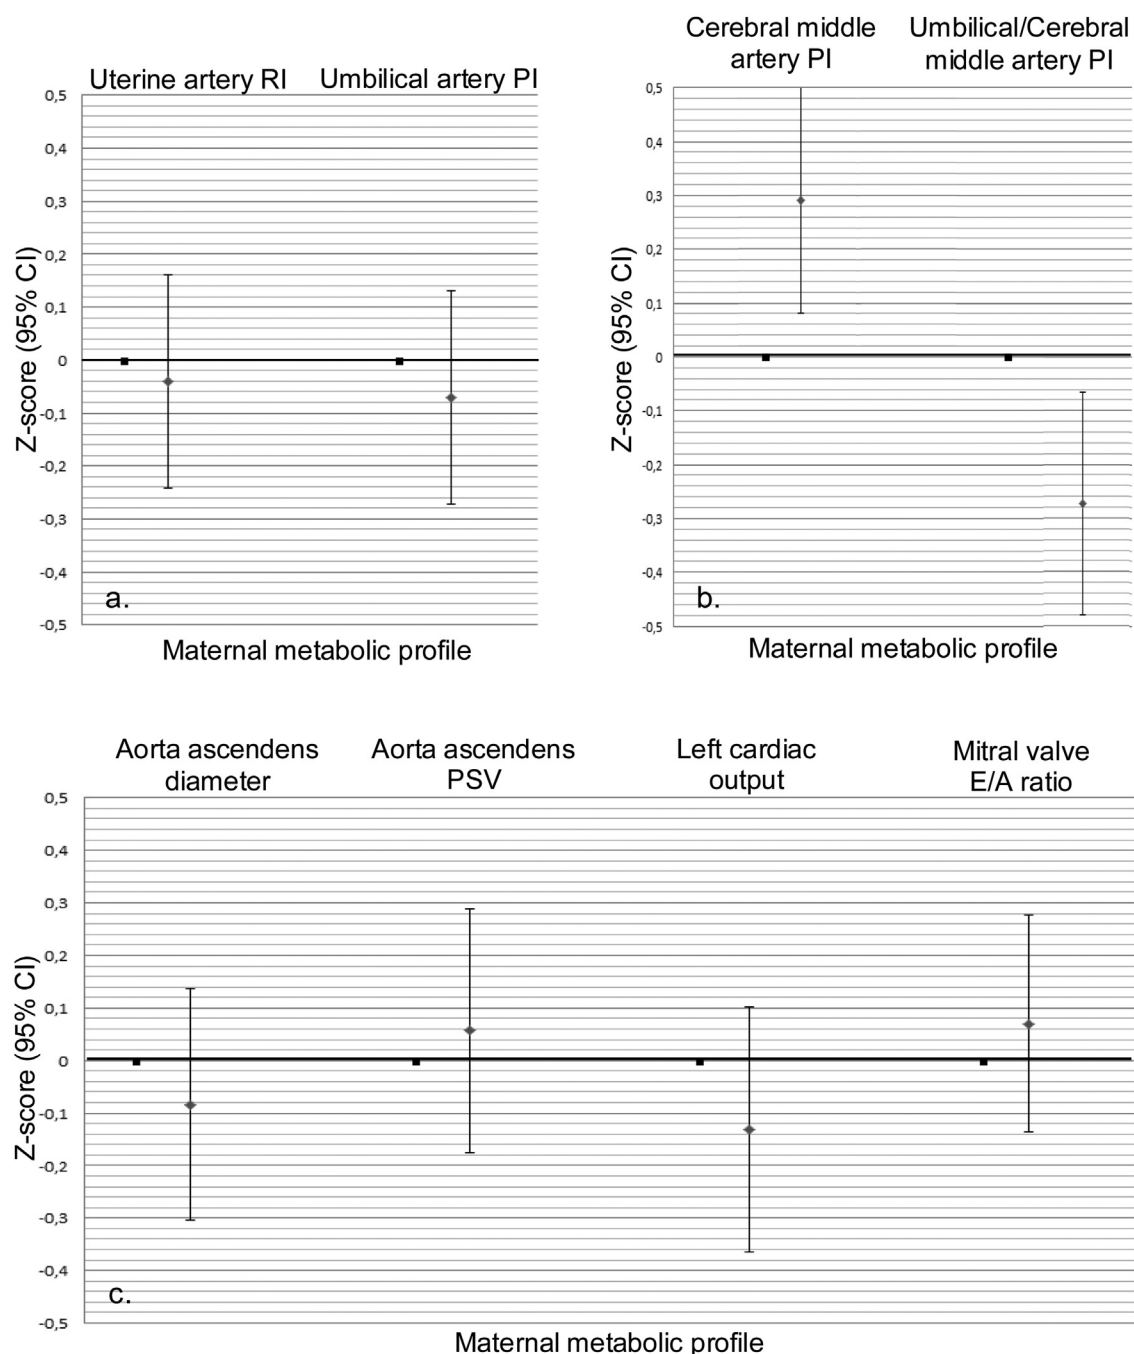 Uterine artery RI
Umbilical artery PI
0,5
0,4
0,3
0,2
0,1
0
-0,1
-0,2
-0,3
-0,4
-0,5
Z-score (95% CI)
a.
Maternal metabolic profile
Cerebral middle
artery PI
Umbilical/Cerebral
middle artery PI
0,5
0,4
0,3
0,2
0,1
0
-0,1
-0,2
-0,3
-0,4
-0,5
Z-score (95% CI)
b.
Maternal metabolic profile
Aorta ascendens
diameter
Aorta ascendens
PSV
Left cardiac
output
Mitral valve
E/A ratio
0,5
0,4
0,3
0,2
0,1
0
-0,1
-0,2
-0,3
-0,4
-0,5
Z-score (95% CI)
c.
Maternal metabolic profile